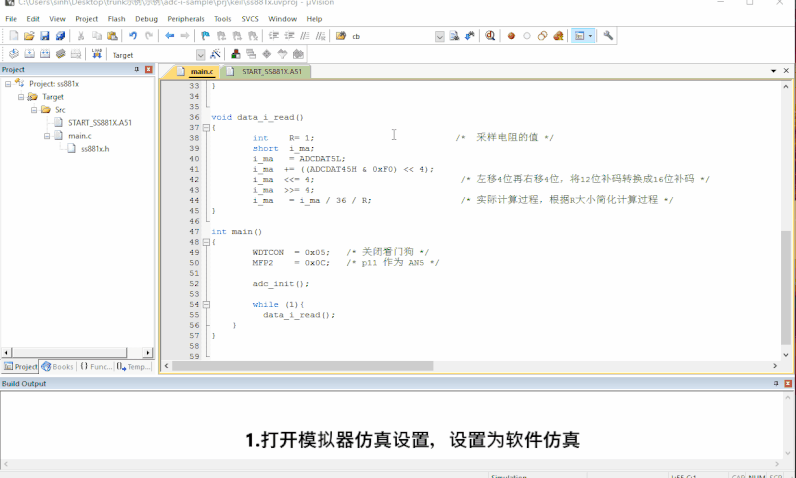 C:\Users\sinh\Desktop\trunk\示例\示例\adc-i-sample\prj\keil\ss881x.uvproj - µVision
File Edit View Project Flash Debug Peripherals Tools SVCS Window Help
cb
Target
Project
main.c START_SS881X.A51
Project: ss881x
Target
Src
START_SS881X.A51
main.c
ss881x.h
33 }
34
35
36 void data_i_read()
37 {
38 int R= 1; /* 采样电阻的值 */
39 short i_ma;
40 i_ma = ADCDAT5L;
41 i_ma += ((ADCDAT45H & 0xF0) << 4);
42 i_ma <<= 4; /* 左移4位再右移4位，将12位补码转换成16位补码 */
43 i_ma >>= 4;
44 i_ma = i_ma / 36 / R; /* 实际计算过程，根据R大小简化计算过程 */
45 }
46
47 int main()
48 {
49 WDTCON = 0x05; /* 关闭看门狗 */
50 MFP2 = 0x0C; /* p11 作为 AN5 */
51
52 adc_init();
53
54 while (1){
55 data_i_read();
56 }
57 }
58
59
Project Books {} Func... Temp...
Build Output
1.打开模拟器仿真设置，设置为软件仿真
Simulation
L:55 C:1 CAP NUM SCR